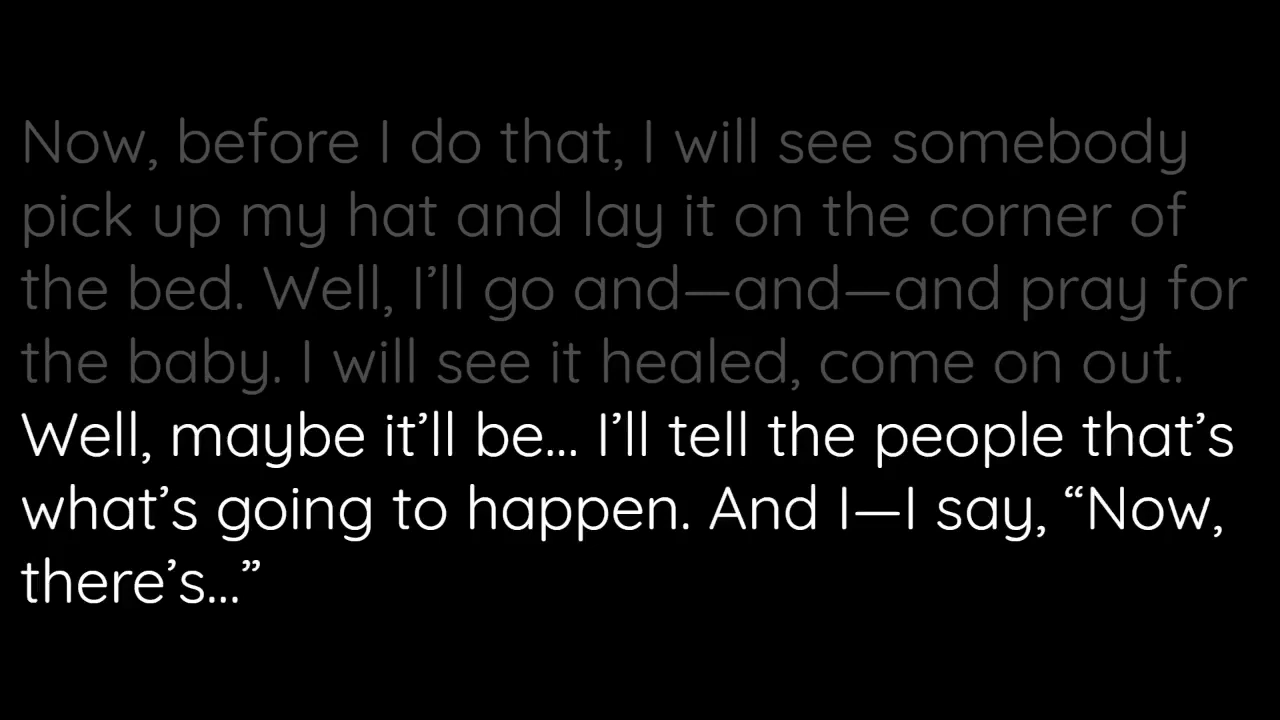 Now, before I do that, I will see somebody
pick up my hat and lay it on the corner of
the bed. Well, I’ll go and—and—and pray for
the baby. I will see it healed, come on out.
Well, maybe it’ll be... I’ll tell the people that’s
what’s going to happen. And I—I say, “Now,
there’s...”